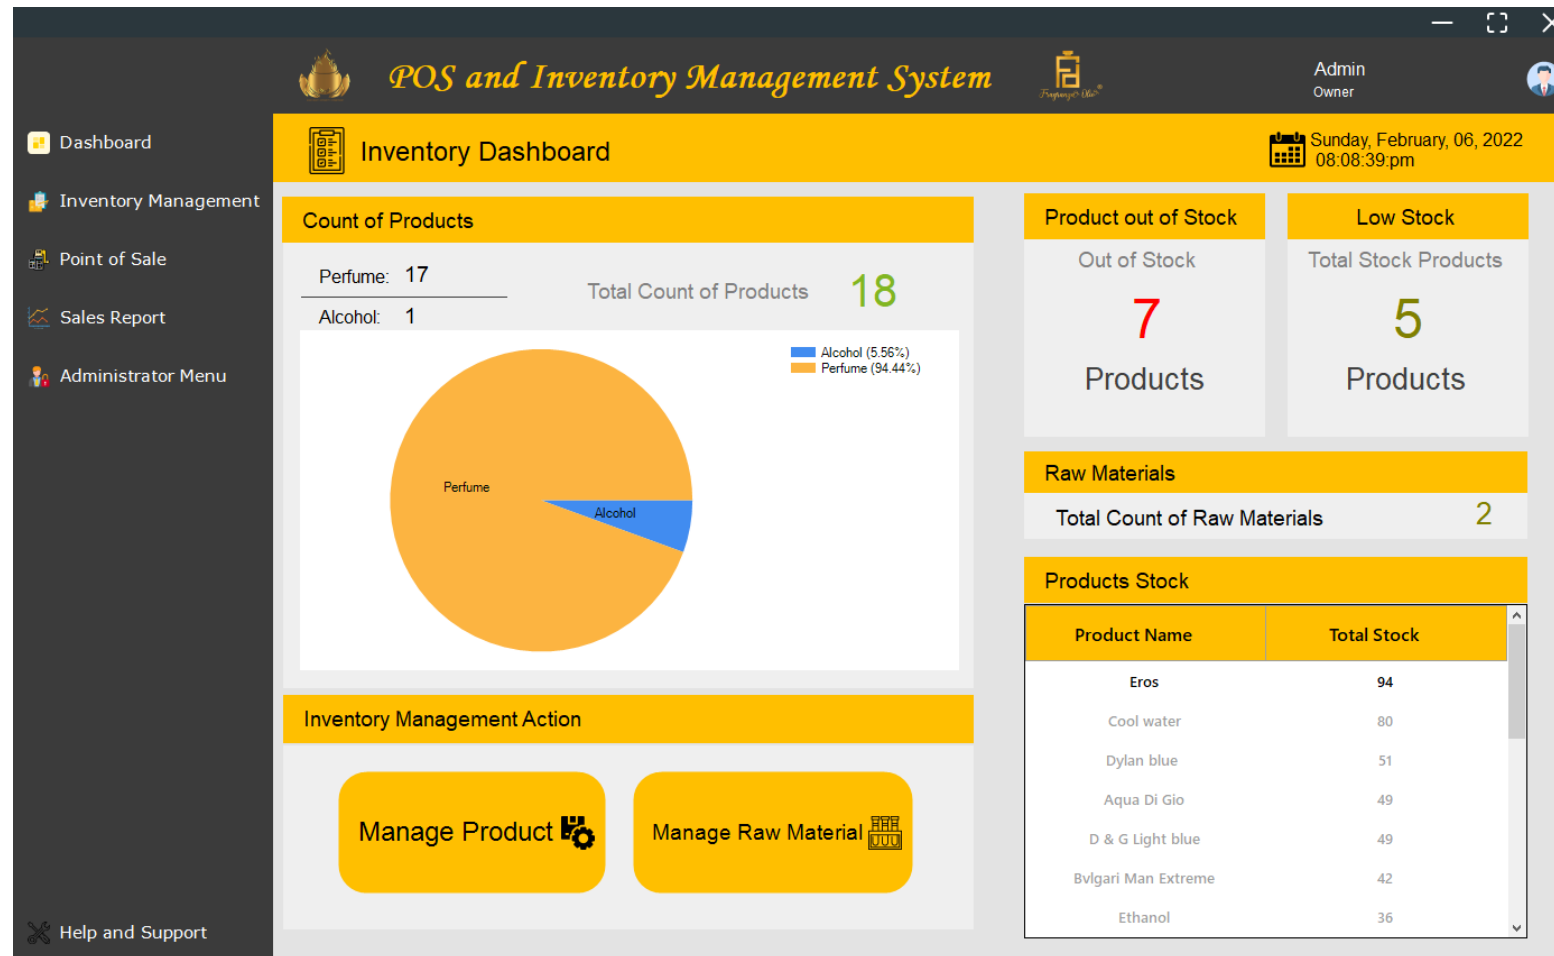 POS and Inventory Management System
Admin
Owner
Dashboard
Inventory Management
Point of Sale
Sales Report
Administrator Menu
Help and Support
Inventory Dashboard
Sunday, February, 06, 2022
08:08:39:pm
Count of Products
Perfume: 17
Alcohol: 1
Total Count of Products 18
Alcohol (5.56%)
Perfume (94.44%)
Perfume
Alcohol
Inventory Management Action
Manage Product
Manage Raw Material
Product out of Stock
Out of Stock
7
Products
Low Stock
Total Stock Products
5
Products
Raw Materials
Total Count of Raw Materials 2
Products Stock
Product Name Total Stock
Eros 94
Cool water 80
Dylan blue 51
Aqua Di Gio 49
D & G Light blue 49
Bvlgari Man Extreme 42
Ethanol 36